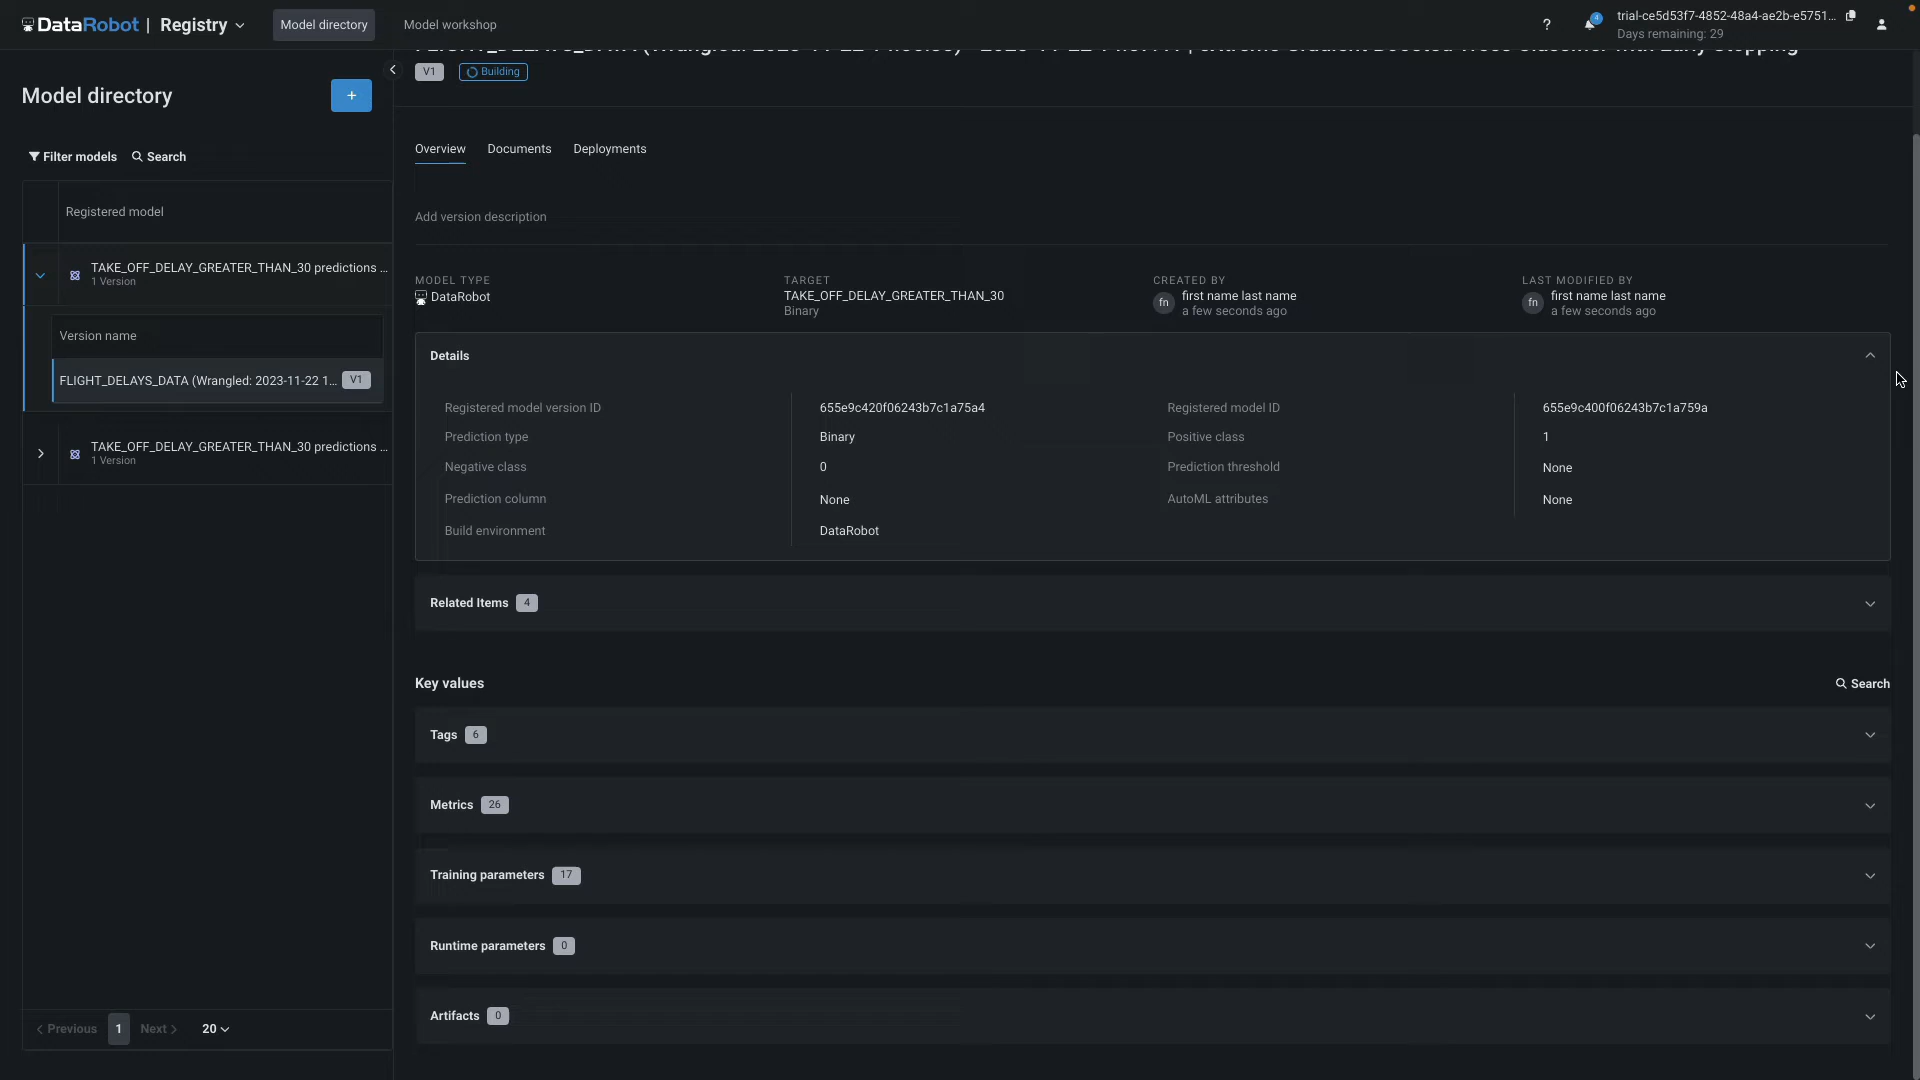 DataRobot | Registry
Model directory
Model workshop
?
4
trial-ce5d53f7-4852-48a4-ae2b-e5751...
Days remaining: 29
V1
Building
Model directory
+
Filter models
Search
Registered model
TAKE_OFF_DELAY_GREATER_THAN_30 predictions ...
1 Version
Version name
FLIGHT_DELAYS_DATA (Wrangled: 2023-11-22 1... V1
TAKE_OFF_DELAY_GREATER_THAN_30 predictions ...
1 Version
Previous 1 Next 20
Overview Documents Deployments
Add version description
MODEL TYPE
DataRobot
TARGET
TAKE_OFF_DELAY_GREATER_THAN_30
Binary
CREATED BY
fn first name last name
a few seconds ago
LAST MODIFIED BY
fn first name last name
a few seconds ago
Details
Registered model version ID 655e9c420f06243b7c1a75a4 Registered model ID 655e9c400f06243b7c1a759a
Prediction type Binary Positive class 1
Negative class 0 Prediction threshold None
Prediction column None AutoML attributes None
Build environment DataRobot
Related Items 4
Key values
Search
Tags 6
Metrics 26
Training parameters 17
Runtime parameters 0
Artifacts 0